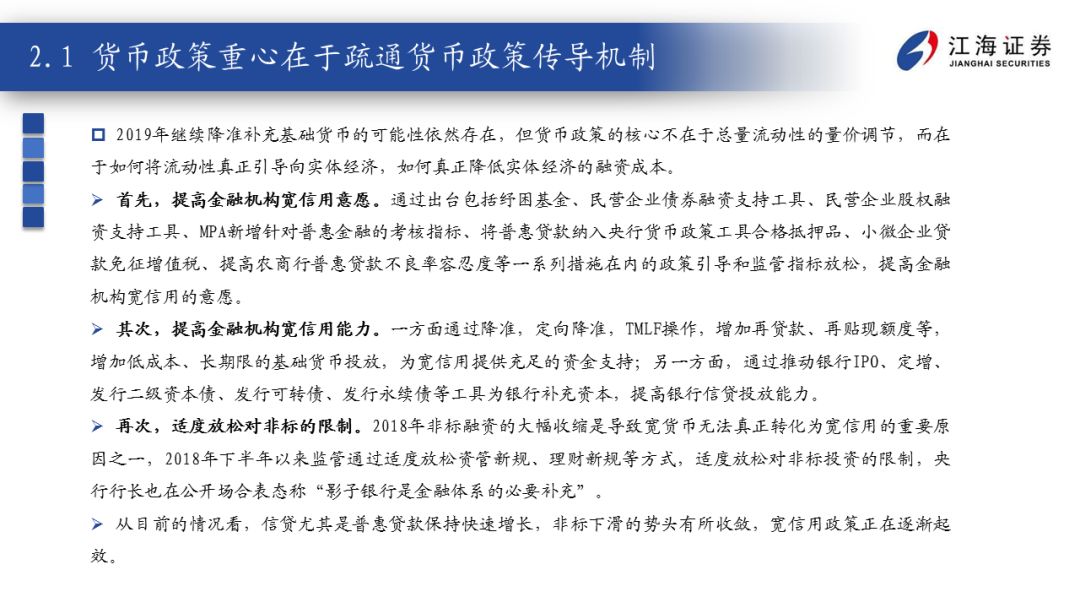 2.1 货币政策重心在于疏通货币政策传导机制
江海证券
JIANGHAI SECURITIES
2019年继续降准补充基础货币的可能性依然存在，但货币政策的核心不在于总量流动性的量价调节，而在
于如何将流动性真正引导向实体经济，如何真正降低实体经济的融资成本。
首先，提高金融机构宽信用意愿。通过出台包括纾困基金、民营企业债券融资支持工具、民营企业股权融
资支持工具、MPA新增针对普惠金融的考核指标、将普惠贷款纳入央行货币政策工具合格抵押品、小微企业贷
款免征增值税、提高农商行普惠贷款不良率容忍度等一系列措施在内的政策引导和监管指标放松，提高金融
机构宽信用的意愿。
其次，提高金融机构宽信用能力。一方面通过降准，定向降准，TMLF操作，增加再贷款、再贴现额度等，
增加低成本、长期限的基础货币投放，为宽信用提供充足的资金支持；另一方面，通过推动银行IPO、定增、
发行二级资本债、发行可转债、发行永续债等工具为银行补充资本，提高银行信贷投放能力。
再次，适度放松对非标的限制。2018年非标融资的大幅收缩是导致宽货币无法真正转化为宽信用的重要原
因之一，2018年下半年以来监管通过适度放松资管新规、理财新规等方式，适度放松对非标投资的限制，央
行行长也在公开场合表态称“影子银行是金融体系的必要补充”。
从目前的情况看，信贷尤其是普惠贷款保持快速增长，非标下滑的势头有所收敛，宽信用政策正在逐渐起
效。